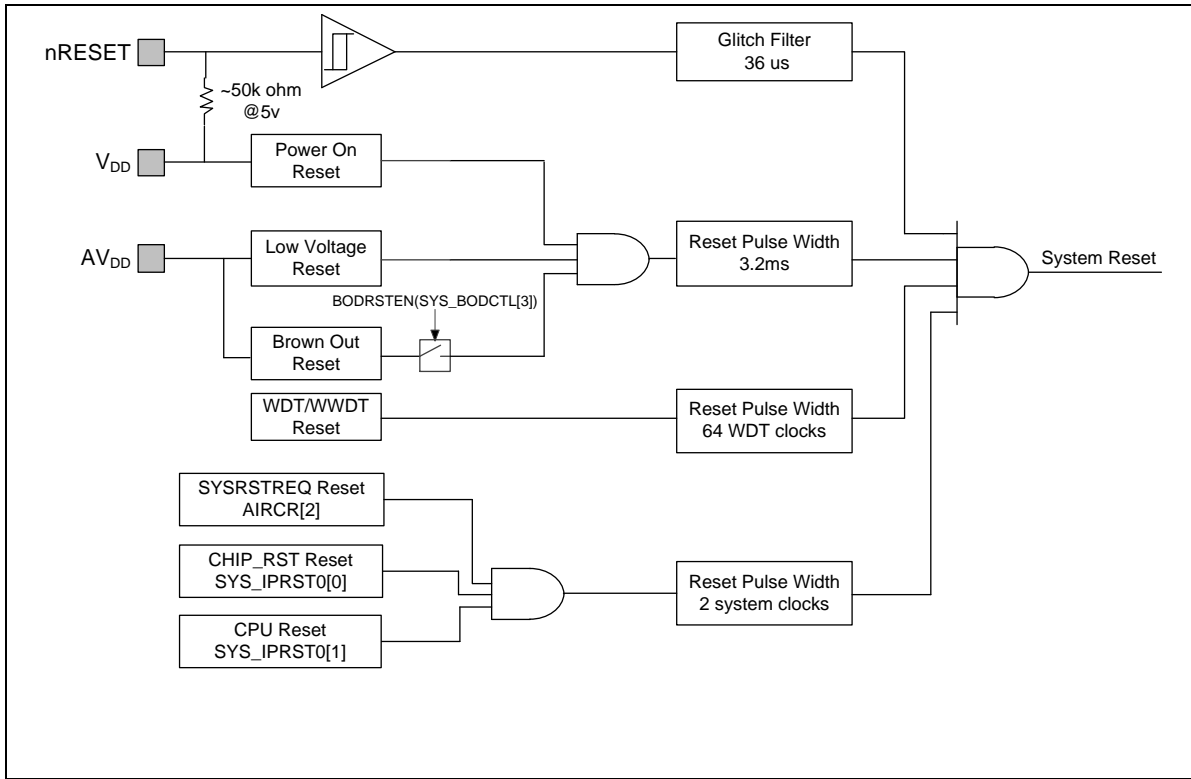 nRESET
~50k ohm
@5v
Glitch Filter
36 us
VDD
Power On
Reset
AVDD
Low Voltage
Reset
Reset Pulse Width
3.2ms
System Reset
BODRSTEN(SYS_BODCTL[3])
Brown Out
Reset
WDT/WWDT
Reset
Reset Pulse Width
64 WDT clocks
SYSRSTREQ Reset
AIRCR[2]
CHIP_RST Reset
SYS_IPRST0[0]
Reset Pulse Width
2 system clocks
CPU Reset
SYS_IPRST0[1]